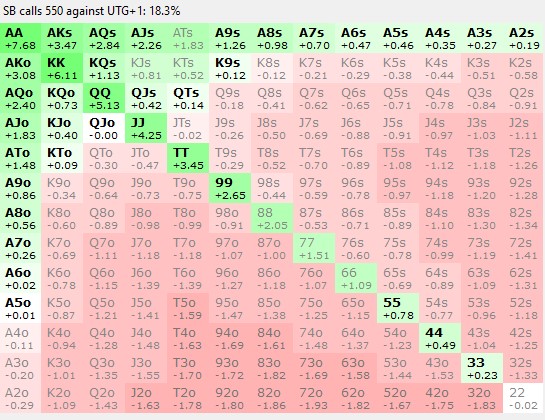 SB calls 550 against UTG+1: 18.3%
AA AKs AQs AJs ATs A9s A8s A7s A6s A5s A4s A3s A2s
+7.68 +3.47 +2.84 +2.26 +1.83 +1.26 +0.98 +0.70 +0.47 +0.46 +0.35 +0.27 +0.19
AKo KK KQs KJs KTs K9s K8s K7s K6s K5s K4s K3s K2s
+3.08 +6.11 +1.13 +0.81 +0.52 +0.12 -0.12 -0.21 -0.29 -0.38 -0.44 -0.51 -0.58
AQo KQo QQ QJs QTs Q9s Q8s Q7s Q6s Q5s Q4s Q3s Q2s
+2.40 +0.73 +5.13 +0.42 +0.14 -0.18 -0.41 -0.62 -0.65 -0.71 -0.78 -0.84 -0.91
AJo KJo QJo JJ JTs J9s J8s J7s J6s J5s J4s J3s J2s
+1.83 +0.40 -0.00 +4.25 -0.02 -0.26 -0.50 -0.69 -0.88 -0.91 -0.97 -1.03 -1.11
ATo KTo QTo JTo TT T9s T8s T7s T6s T5s T4s T3s T2s
+1.48 +0.09 -0.30 -0.47 +3.45 -0.29 -0.52 -0.70 -0.89 -1.08 -1.12 -1.18 -1.26
A9o K9o Q9o J9o T9o 99 98s 97s 96s 95s 94s 93s 92s
+0.86 -0.34 -0.64 -0.73 -0.75 +2.65 -0.44 -0.59 -0.78 -0.97 -1.18 -1.20 -1.28
A8o K8o Q8o J8o T8o 98o 88 87s 86s 85s 84s 83s 82s
+0.56 -0.60 -0.89 -0.98 -0.99 -0.91 +2.05 -0.53 -0.71 -0.89 -1.10 -1.30 -1.34
A7o K7o Q7o J7o T7o 97o 87o 77 76s 75s 74s 73s 72s
+0.26 -0.69 -1.11 -1.18 -1.18 -1.07 -1.00 +1.51 -0.60 -0.78 -0.99 -1.19 -1.41
A6o K6o Q6o J6o T6o 96o 86o 76o 66 65s 64s 63s 62s
+0.02 -0.78 -1.15 -1.39 -1.39 -1.27 -1.18 -1.07 +1.09 -0.69 -0.89 -1.09 -1.31
A5o K5o Q5o J5o T5o 95o 85o 75o 65o 55 54s 53s 52s
+0.01 -0.87 -1.21 -1.41 -1.59 -1.47 -1.38 -1.25 -1.15 +0.78 -0.77 -0.96 -1.18
A4o K4o Q4o J4o T4o 94o 84o 74o 64o 54o 44 43s 42s
-0.11 -0.94 -1.28 -1.48 -1.63 -1.69 -1.61 -1.48 -1.37 -1.23 +0.49 -1.04 -1.25
A3o K3o Q3o J3o T3o 93o 83o 73o 63o 53o 43o 33 32s
-0.20 -1.01 -1.35 -1.55 -1.70 -1.72 -1.82 -1.69 -1.58 -1.44 -1.53 +0.23 -1.33
A2o K2o Q2o J2o T2o 92o 82o 72o 62o 52o 42o 32o 22
-0.29 -1.09 -1.43 -1.63 -1.78 -1.80 -1.86 -1.93 -1.82 -1.67 -1.75 -1.83 -0.02